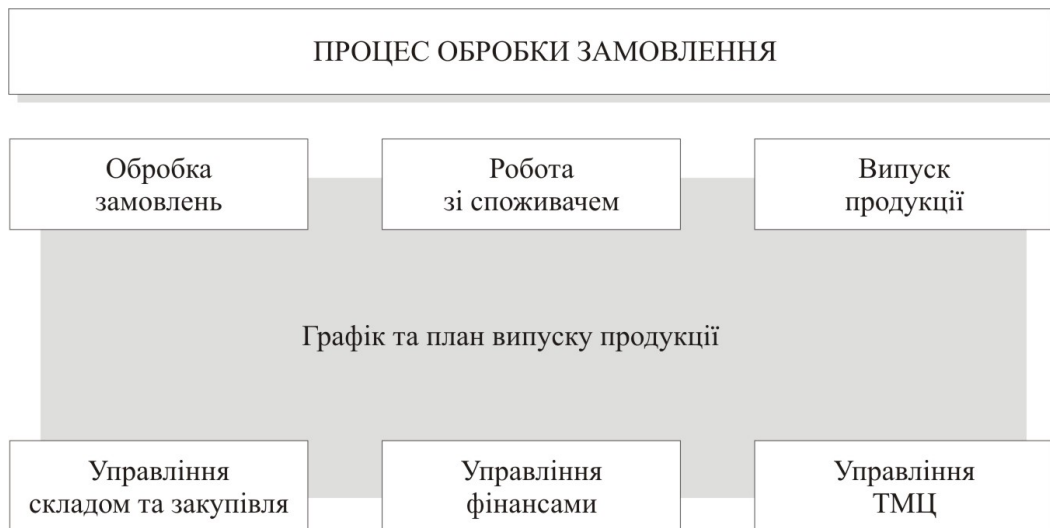 ПРОЦЕС ОБРОБКИ ЗАМОВЛЕННЯ
Обробка
замовлень
Робота
зі споживачем
Випуск
продукції
Графік та план випуску продукції
Управління
складом та закупівля
Управління
фінансами
Управління
ТМЦ